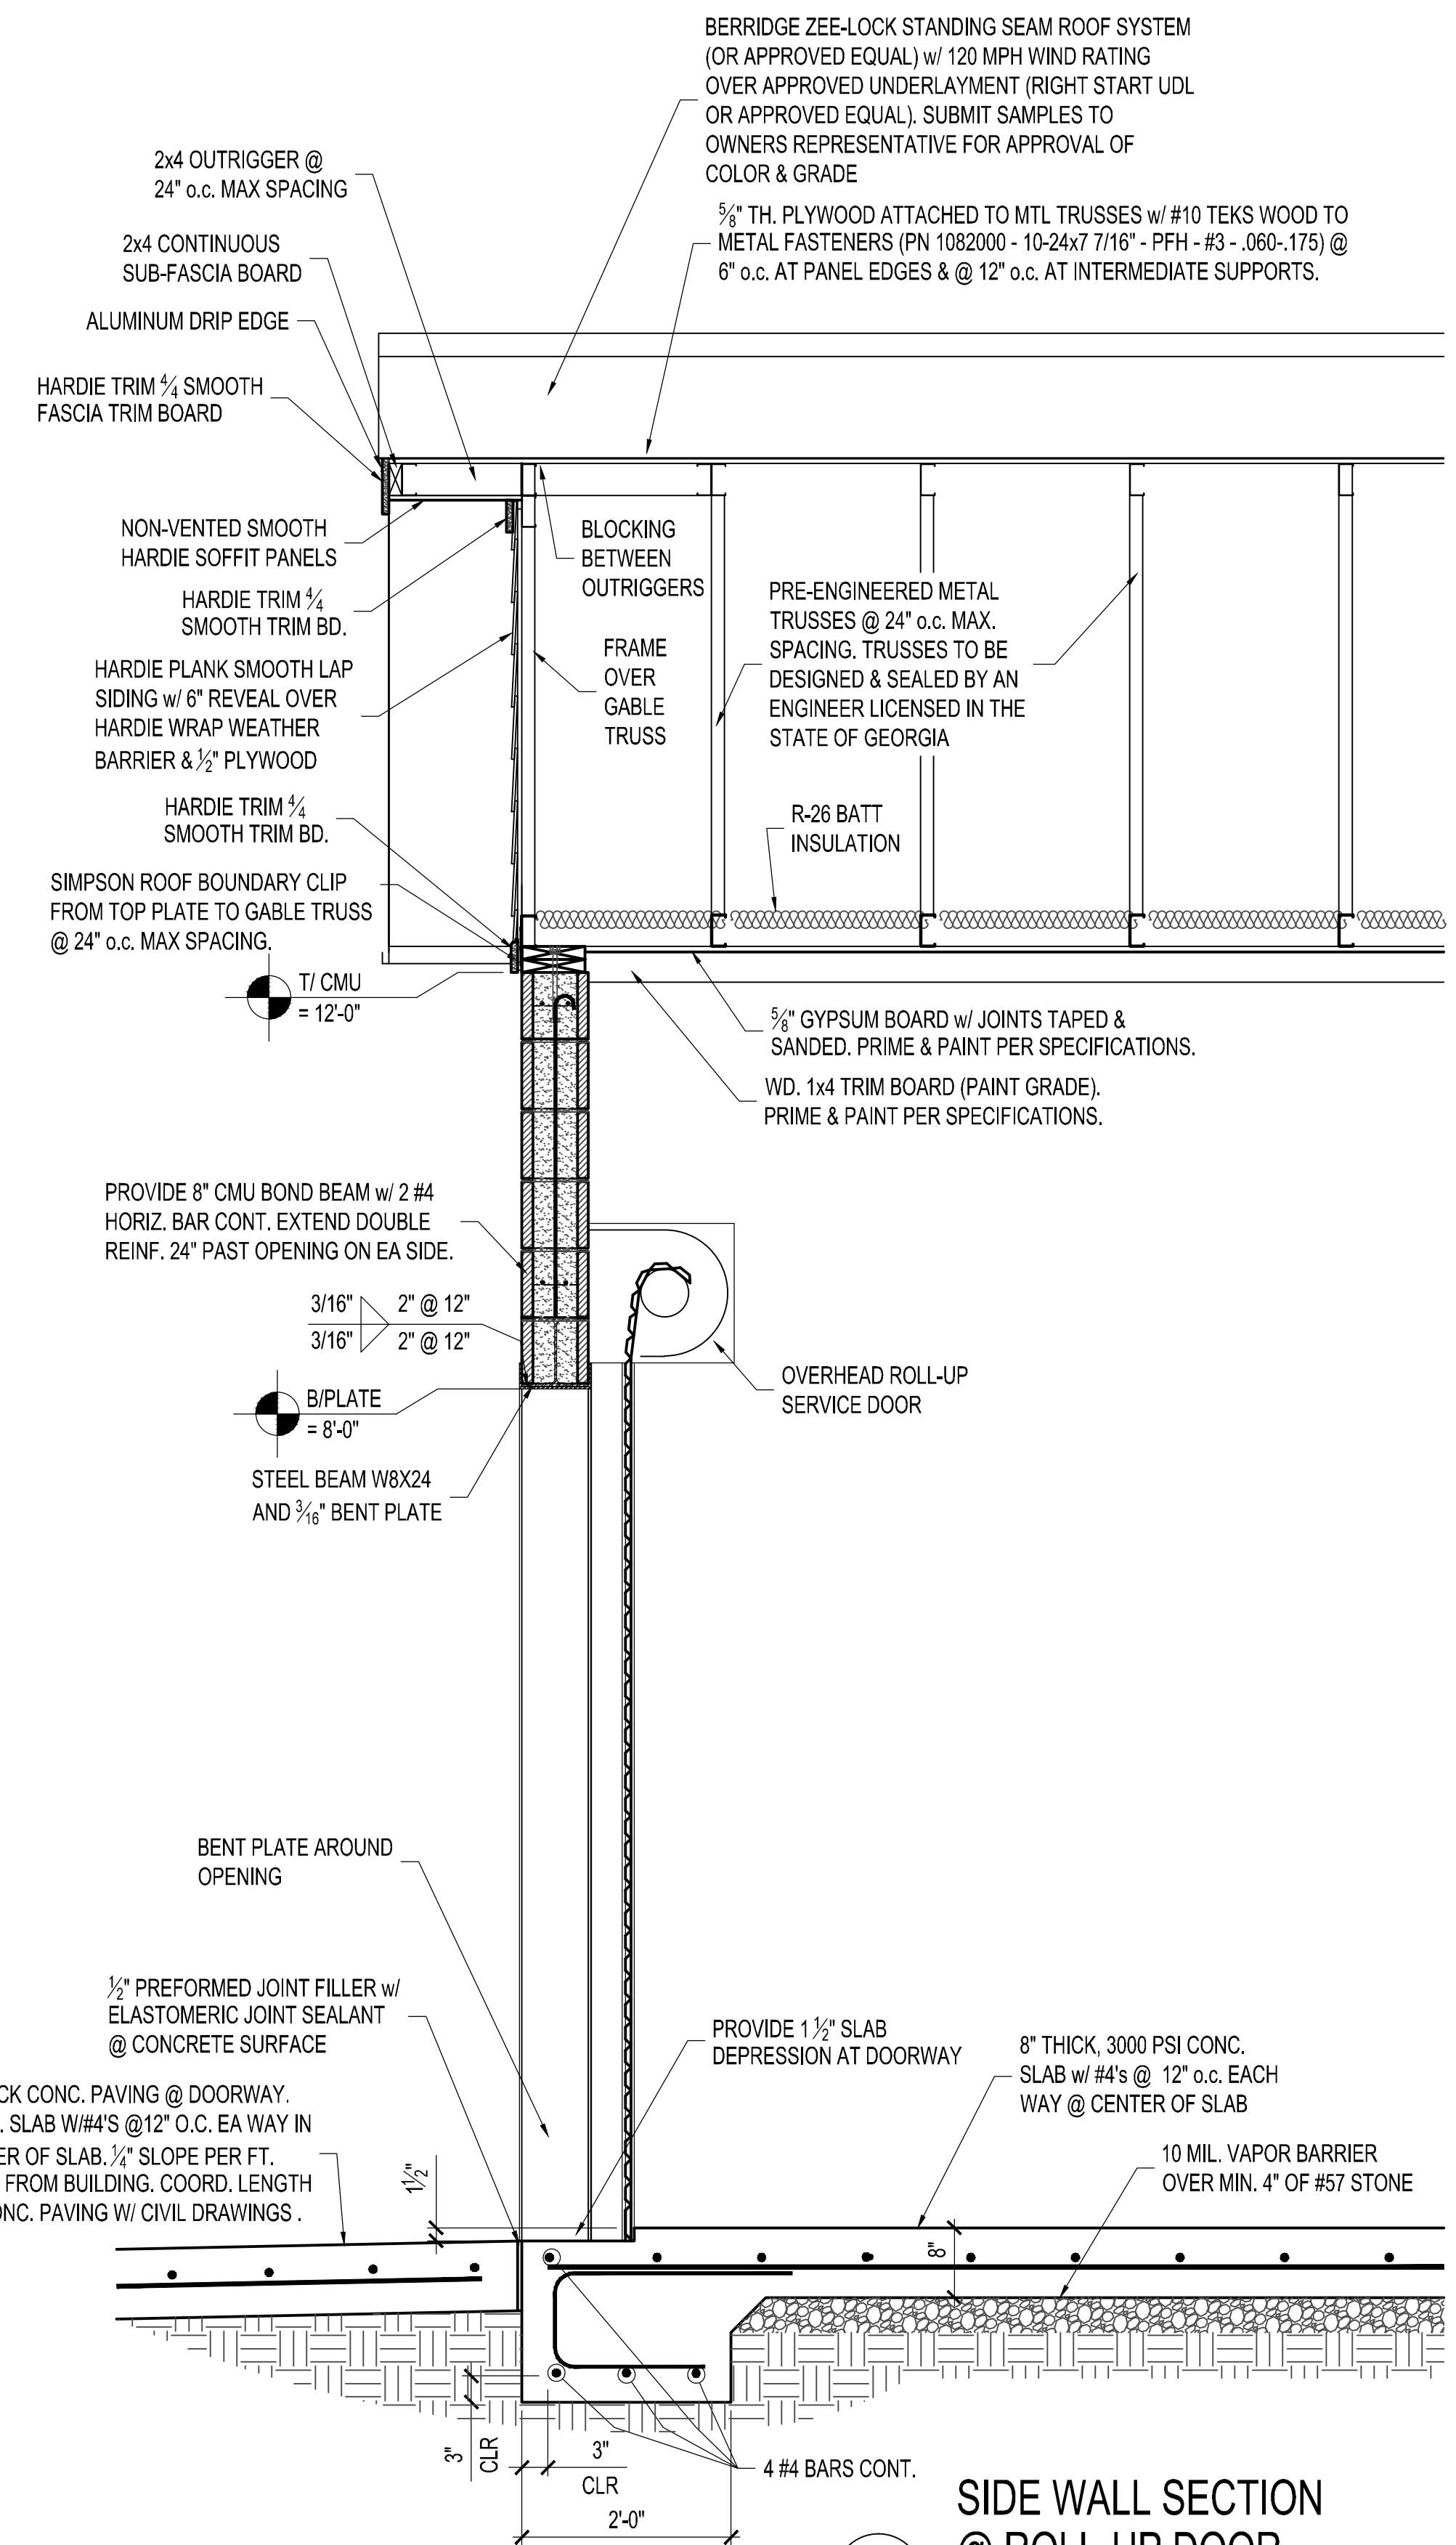 BERRIDGE ZEE-LOCK STANDING SEAM ROOF SYSTEM
(OR APPROVED EQUAL) w/ 120 MPH WIND RATING
OVER APPROVED UNDERLAYMENT (RIGHT START UDL
OR APPROVED EQUAL). SUBMIT SAMPLES TO
OWNERS REPRESENTATIVE FOR APPROVAL OF
COLOR & GRADE
2x4 OUTRIGGER @
24" o.c. MAX SPACING
5/8" TH. PLYWOOD ATTACHED TO MTL TRUSSES w/ #10 TEKS WOOD TO
METAL FASTENERS (PN 1082000 - 10-24x7 7/16" - PFH - #3 - .060-.175) @
6" o.c. AT PANEL EDGES & @ 12" o.c. AT INTERMEDIATE SUPPORTS.
2x4 CONTINUOUS
SUB-FASCIA BOARD
ALUMINUM DRIP EDGE
HARDIE TRIM 4/4 SMOOTH
FASCIA TRIM BOARD
NON-VENTED SMOOTH
HARDIE SOFFIT PANELS
BLOCKING
BETWEEN
OUTRIGGERS
HARDIE TRIM 4/4
SMOOTH TRIM BD.
PRE-ENGINEERED METAL
TRUSSES @ 24" o.c. MAX.
SPACING. TRUSSES TO BE
DESIGNED & SEALED BY AN
ENGINEER LICENSED IN THE
STATE OF GEORGIA
FRAME
OVER
GABLE
TRUSS
HARDIE PLANK SMOOTH LAP
SIDING w/ 6" REVEAL OVER
HARDIE WRAP WEATHER
BARRIER & 1/2" PLYWOOD
HARDIE TRIM 4/4
SMOOTH TRIM BD.
R-26 BATT
INSULATION
SIMPSON ROOF BOUNDARY CLIP
FROM TOP PLATE TO GABLE TRUSS
@ 24" o.c. MAX SPACING.
T/ CMU
= 12'-0"
5/8" GYPSUM BOARD w/ JOINTS TAPED &
SANDED. PRIME & PAINT PER SPECIFICATIONS.
WD. 1x4 TRIM BOARD (PAINT GRADE).
PRIME & PAINT PER SPECIFICATIONS.
PROVIDE 8" CMU BOND BEAM w/ 2 #4
HORIZ. BAR CONT. EXTEND DOUBLE
REINF. 24" PAST OPENING ON EA SIDE.
3/16" 2" @ 12"
3/16" 2" @ 12"
OVERHEAD ROLL-UP
SERVICE DOOR
B/PLATE
= 8'-0"
STEEL BEAM W8X24
AND 3/16" BENT PLATE
BENT PLATE AROUND
OPENING
1/2" PREFORMED JOINT FILLER w/
ELASTOMERIC JOINT SEALANT
@ CONCRETE SURFACE
PROVIDE 1 1/2" SLAB
DEPRESSION AT DOORWAY
8" THICK, 3000 PSI CONC.
SLAB w/ #4's @ 12" o.c. EACH
WAY @ CENTER OF SLAB
CONC. PAVING @ DOORWAY.
. SLAB W/#4'S @12" O.C. EA WAY IN
OF SLAB. 1/4" SLOPE PER FT.
FROM BUILDING. COORD. LENGTH
PAVING W/ CIVIL DRAWINGS .
10 MIL. VAPOR BARRIER
OVER MIN. 4" OF #57 STONE
1 1/2"
8"
3"
CLR
3"
CLR
4 #4 BARS CONT.
2'-0"
SIDE WALL SECTION
@ ROLL-UP DOOR